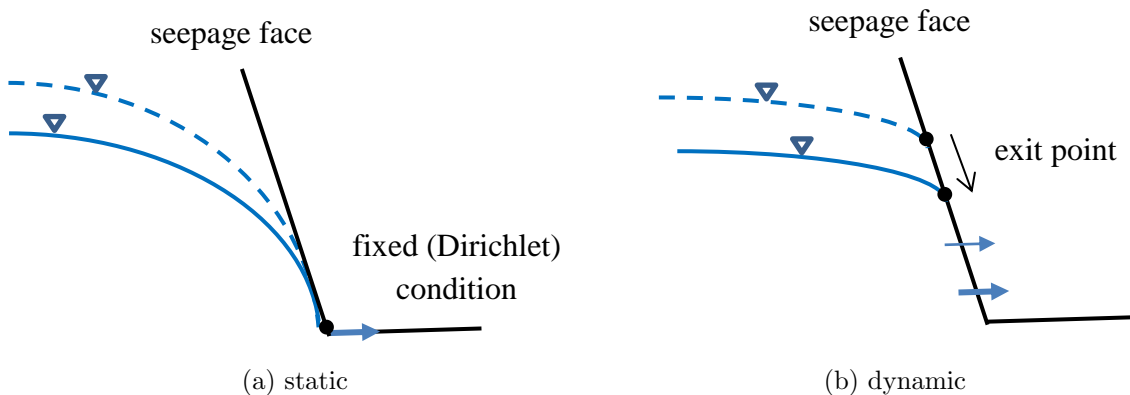 seepage face
fixed (Dirichlet)
condition
(a) static
seepage face
exit point
(b) dynamic